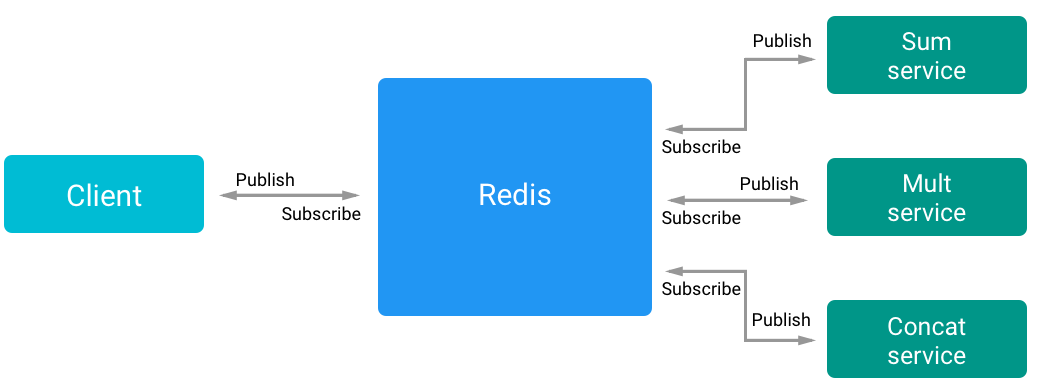 Publish
Sum
service
Subscribe
Client
Publish
Subscribe
Redis
Publish
Subscribe
Mult
service
Subscribe
Publish
Concat
service